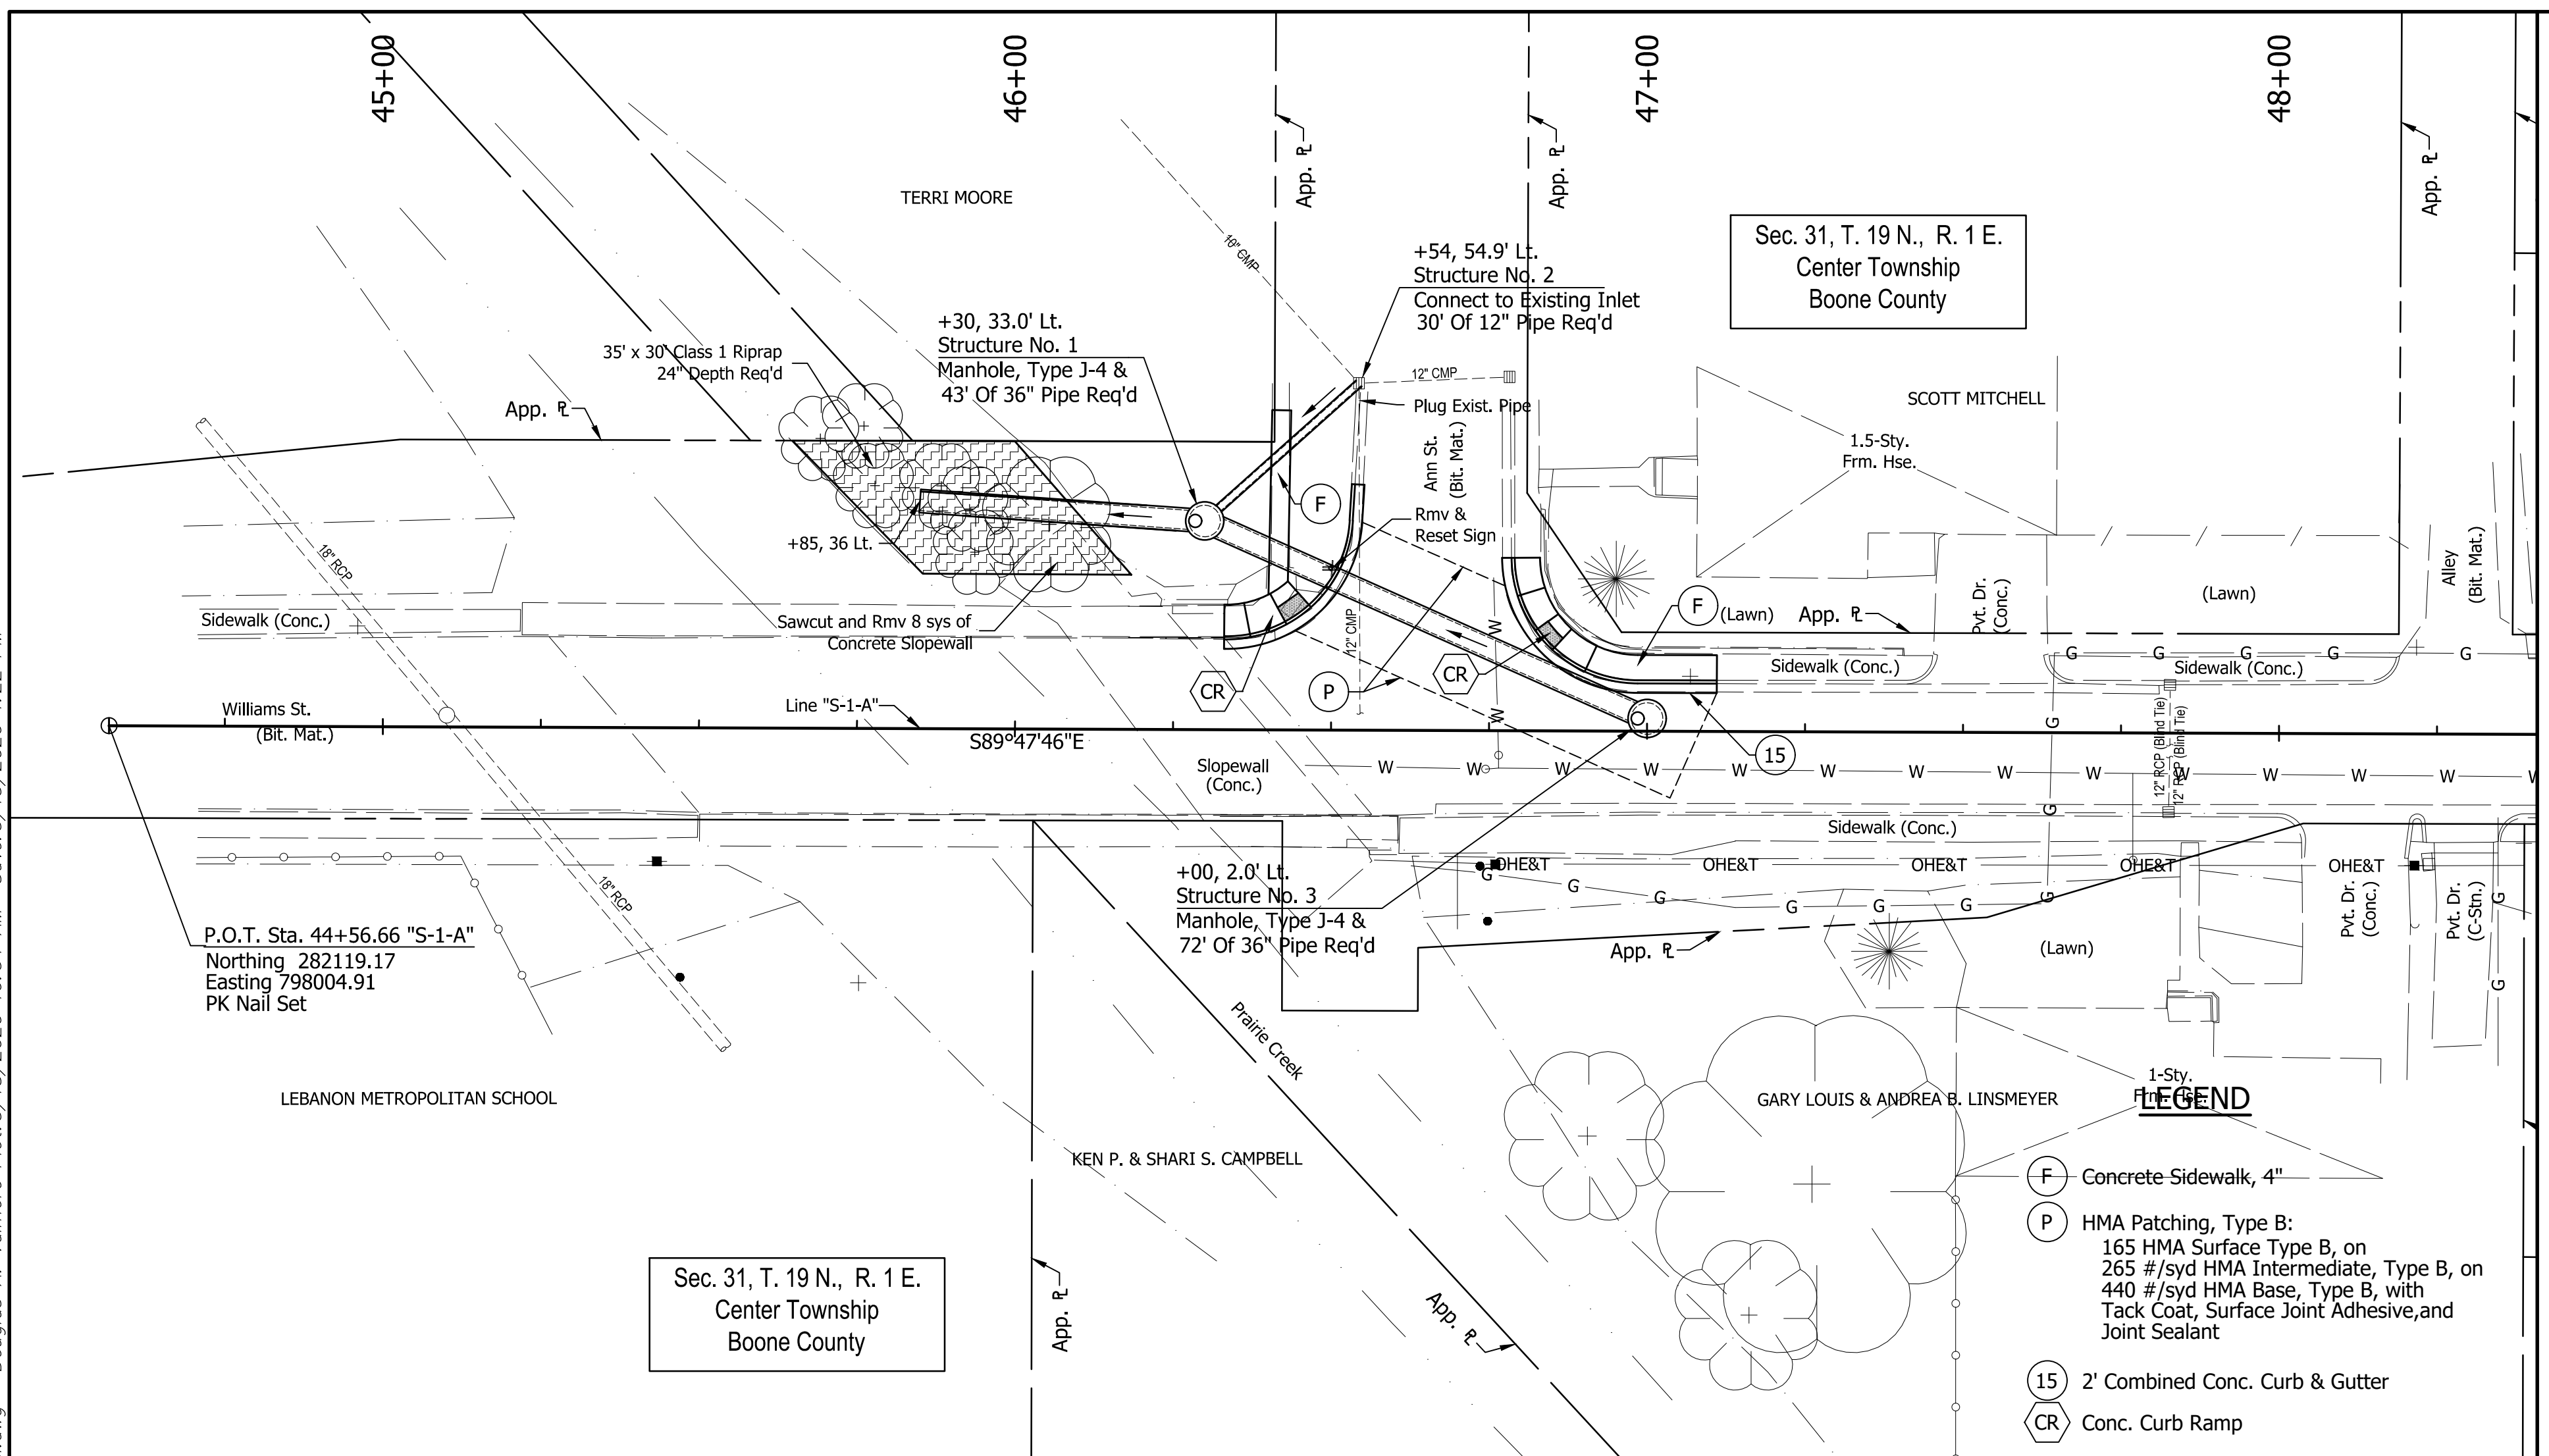 45+00
46+00
47+00
48+00
App. ⅊
App. ⅊
App. ⅊
TERRI MOORE
10" CMP
+54, 54.9' Lt.
Structure No. 2
Connect to Existing Inlet
30' Of 12" Pipe Req'd
Sec. 31, T. 19 N., R. 1 E.
Center Township
Boone County
+30, 33.0' Lt.
Structure No. 1
Manhole, Type J-4 &
43' Of 36" Pipe Req'd
35' x 30' Class 1 Riprap
24" Depth Req'd
App. ⅊
12" CMP
Plug Exist. Pipe
Ann St.
(Bit. Mat.)
SCOTT MITCHELL
1.5-Sty.
Frm. Hse.
F
Rmv &
Reset Sign
+85, 36 Lt.
18" RCP
Sidewalk (Conc.)
Sawcut and Rmv 8 sys of
Concrete Slopewall
12" CMP
W
F
(Lawn)
App. ⅊
Pvt. Dr.
(Conc.)
(Lawn)
Alley
(Bit. Mat.)
CR
P
CR
Sidewalk (Conc.)
G G G G G
Sidewalk (Conc.)
Williams St.
(Bit. Mat.)
Line "S-1-A"
S89°47'46"E
W
G
12" RCP (Blind Tie)
12" RCP (Blind Tie)
15
Slopewall
(Conc.)
W W W W W W W W W W W W W W
G
Sidewalk (Conc.)
OHE&T OHE&T OHE&T OHE&T OHE&T
G G G G G G G G
+00, 2.0' Lt.
Structure No. 3
Manhole, Type J-4 &
72' Of 36" Pipe Req'd
18" RCP
P.O.T. Sta. 44+56.66 "S-1-A"
Northing 282119.17
Easting 798004.91
PK Nail Set
App. ⅊
(Lawn)
Pvt. Dr.
(Conc.)
Pvt. Dr.
(C-Stn.)
G
Prairie Creek
LEBANON METROPOLITAN SCHOOL
GARY LOUIS & ANDREA B. LINSMEYER
1-Sty.
Frm. Hse.
LEGEND
KEN P. & SHARI S. CAMPBELL
F Concrete Sidewalk, 4"
P HMA Patching, Type B:
165 HMA Surface Type B, on
265 #/syd HMA Intermediate, Type B, on
440 #/syd HMA Base, Type B, with
Tack Coat, Surface Joint Adhesive,and
Joint Sealant
15 2' Combined Conc. Curb & Gutter
CR Conc. Curb Ramp
Sec. 31, T. 19 N., R. 1 E.
Center Township
Boone County
App. ⅊
App. ⅊